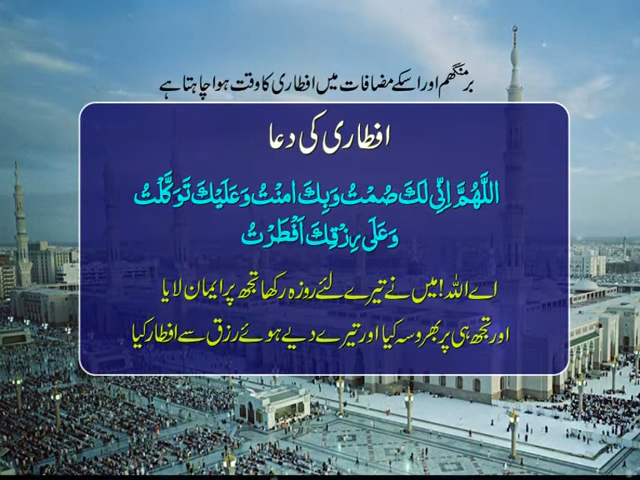 برمنگھم اور اسکے مضافات میں افطاری کا وقت ہوا چاہتا ہے
افطاری کی دعا
اَللَّهُمَّ اِنِّی لَکَ صُمْتُ وَبِکَ اٰمَنْتُ وَعَلَیْکَ تَوَکَّلْتُ
وَعَلٰی رِزْقِکَ اَفْطَرْتُ
اے اللہ! میں نے تیرے لئے روزہ رکھا تجھ پر ایمان لایا
اور تجھ ہی پر بھروسہ کیا اور تیرے دیے ہوئے رزق سے افطار کیا